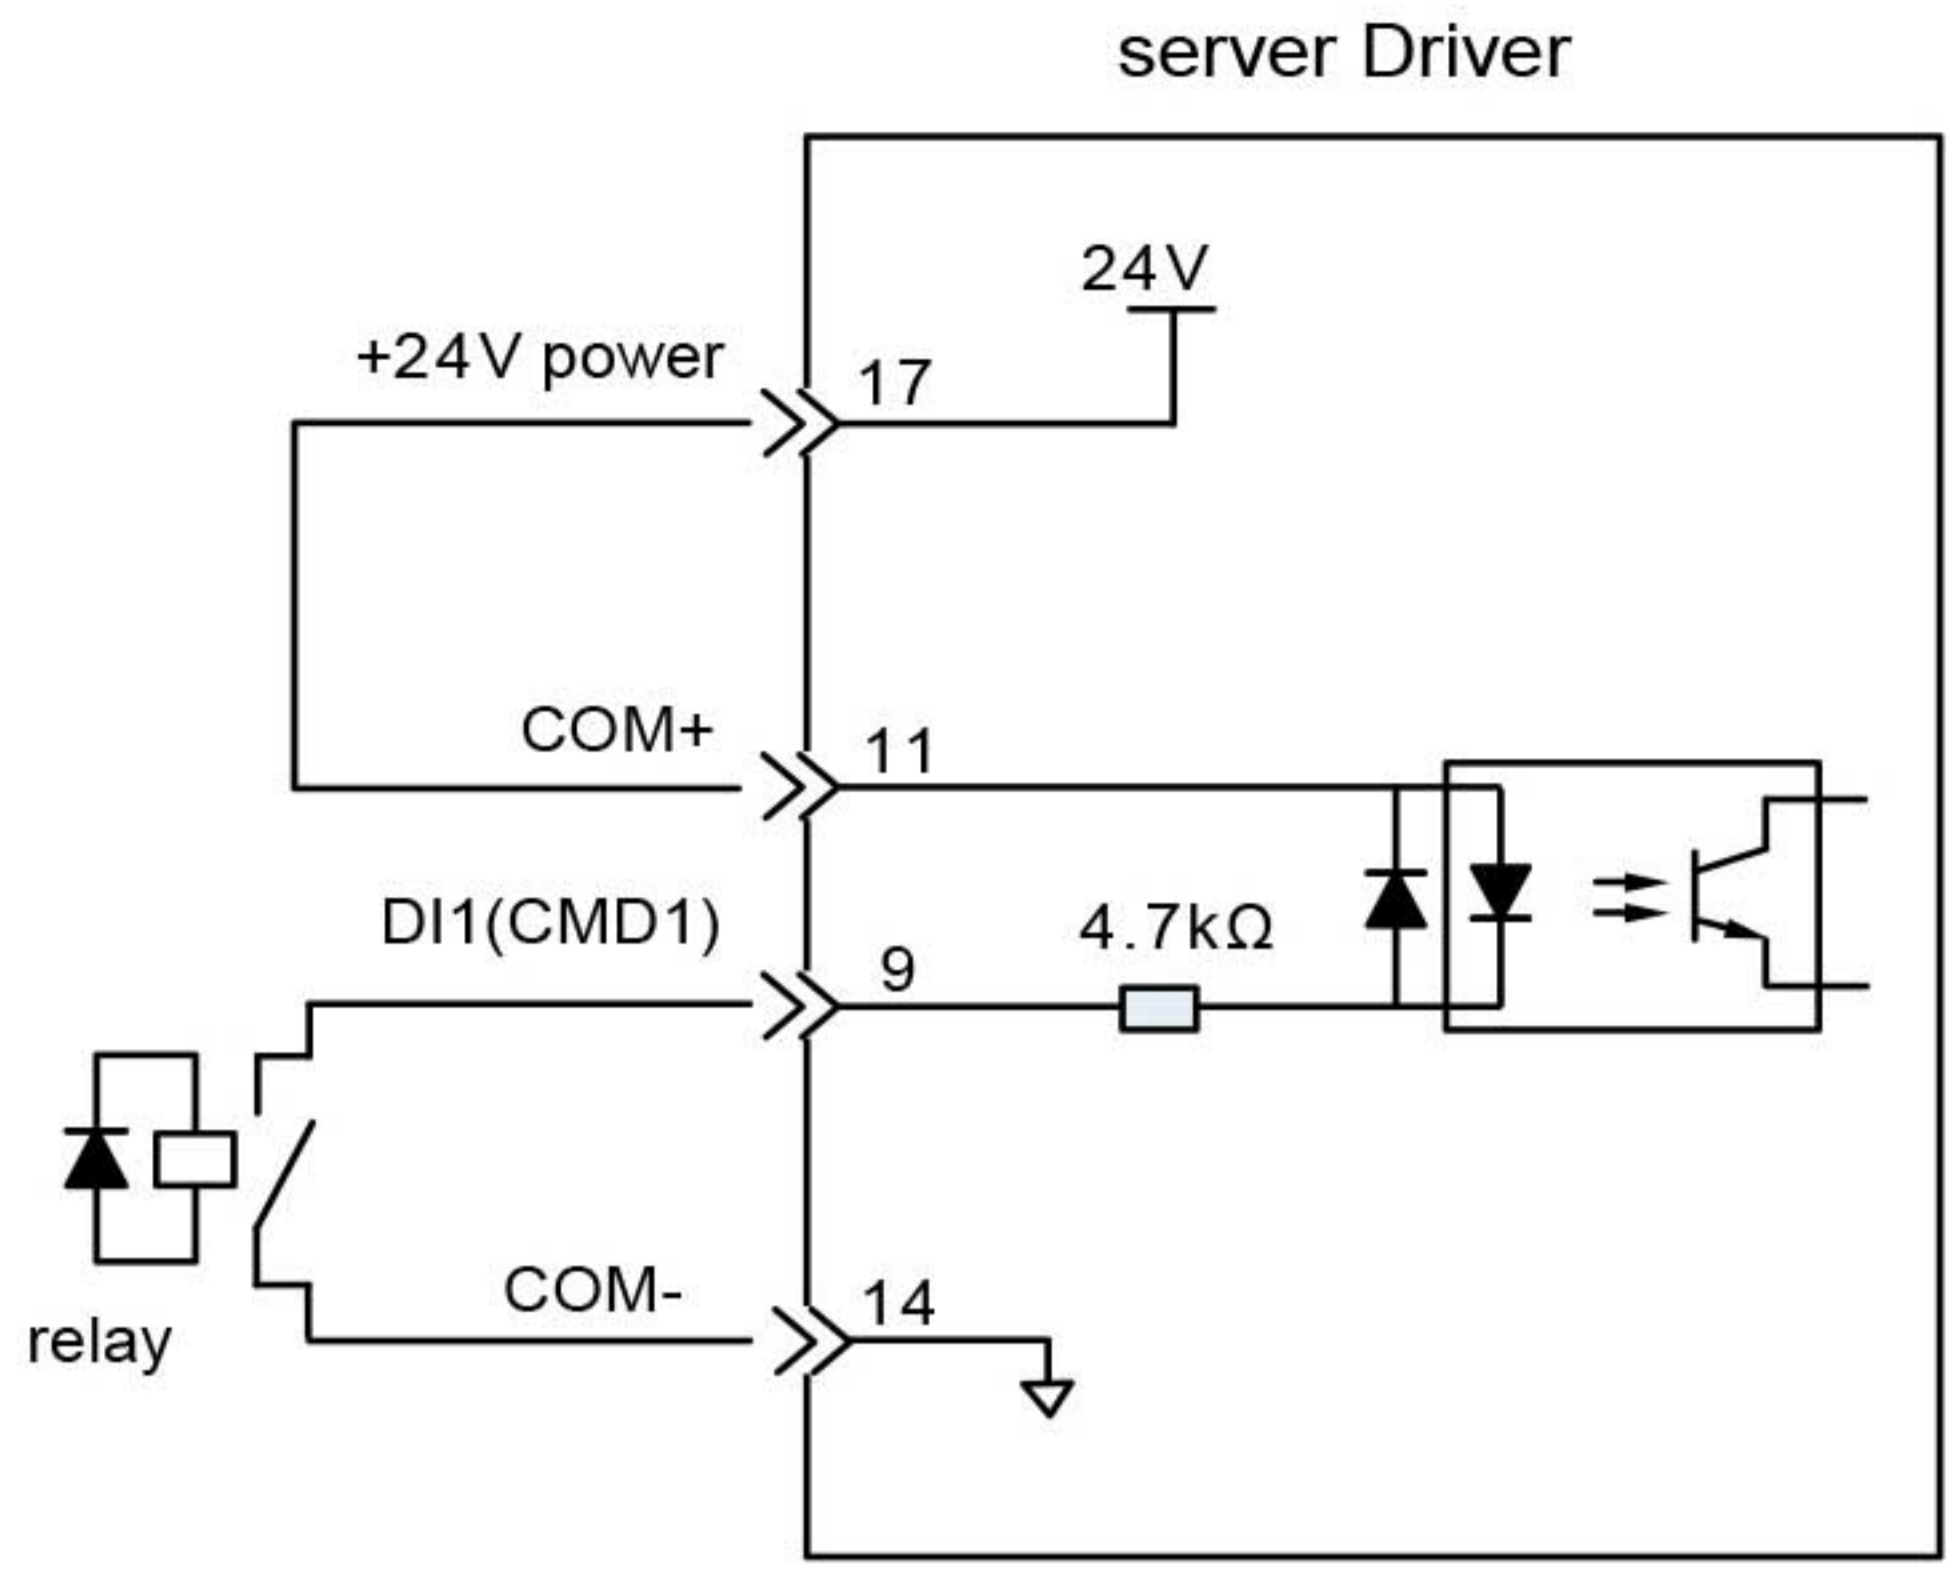 server Driver
24V
+24V power
17
COM+
11
DI1(CMD1)
9
4.7kΩ
COM-
14
relay